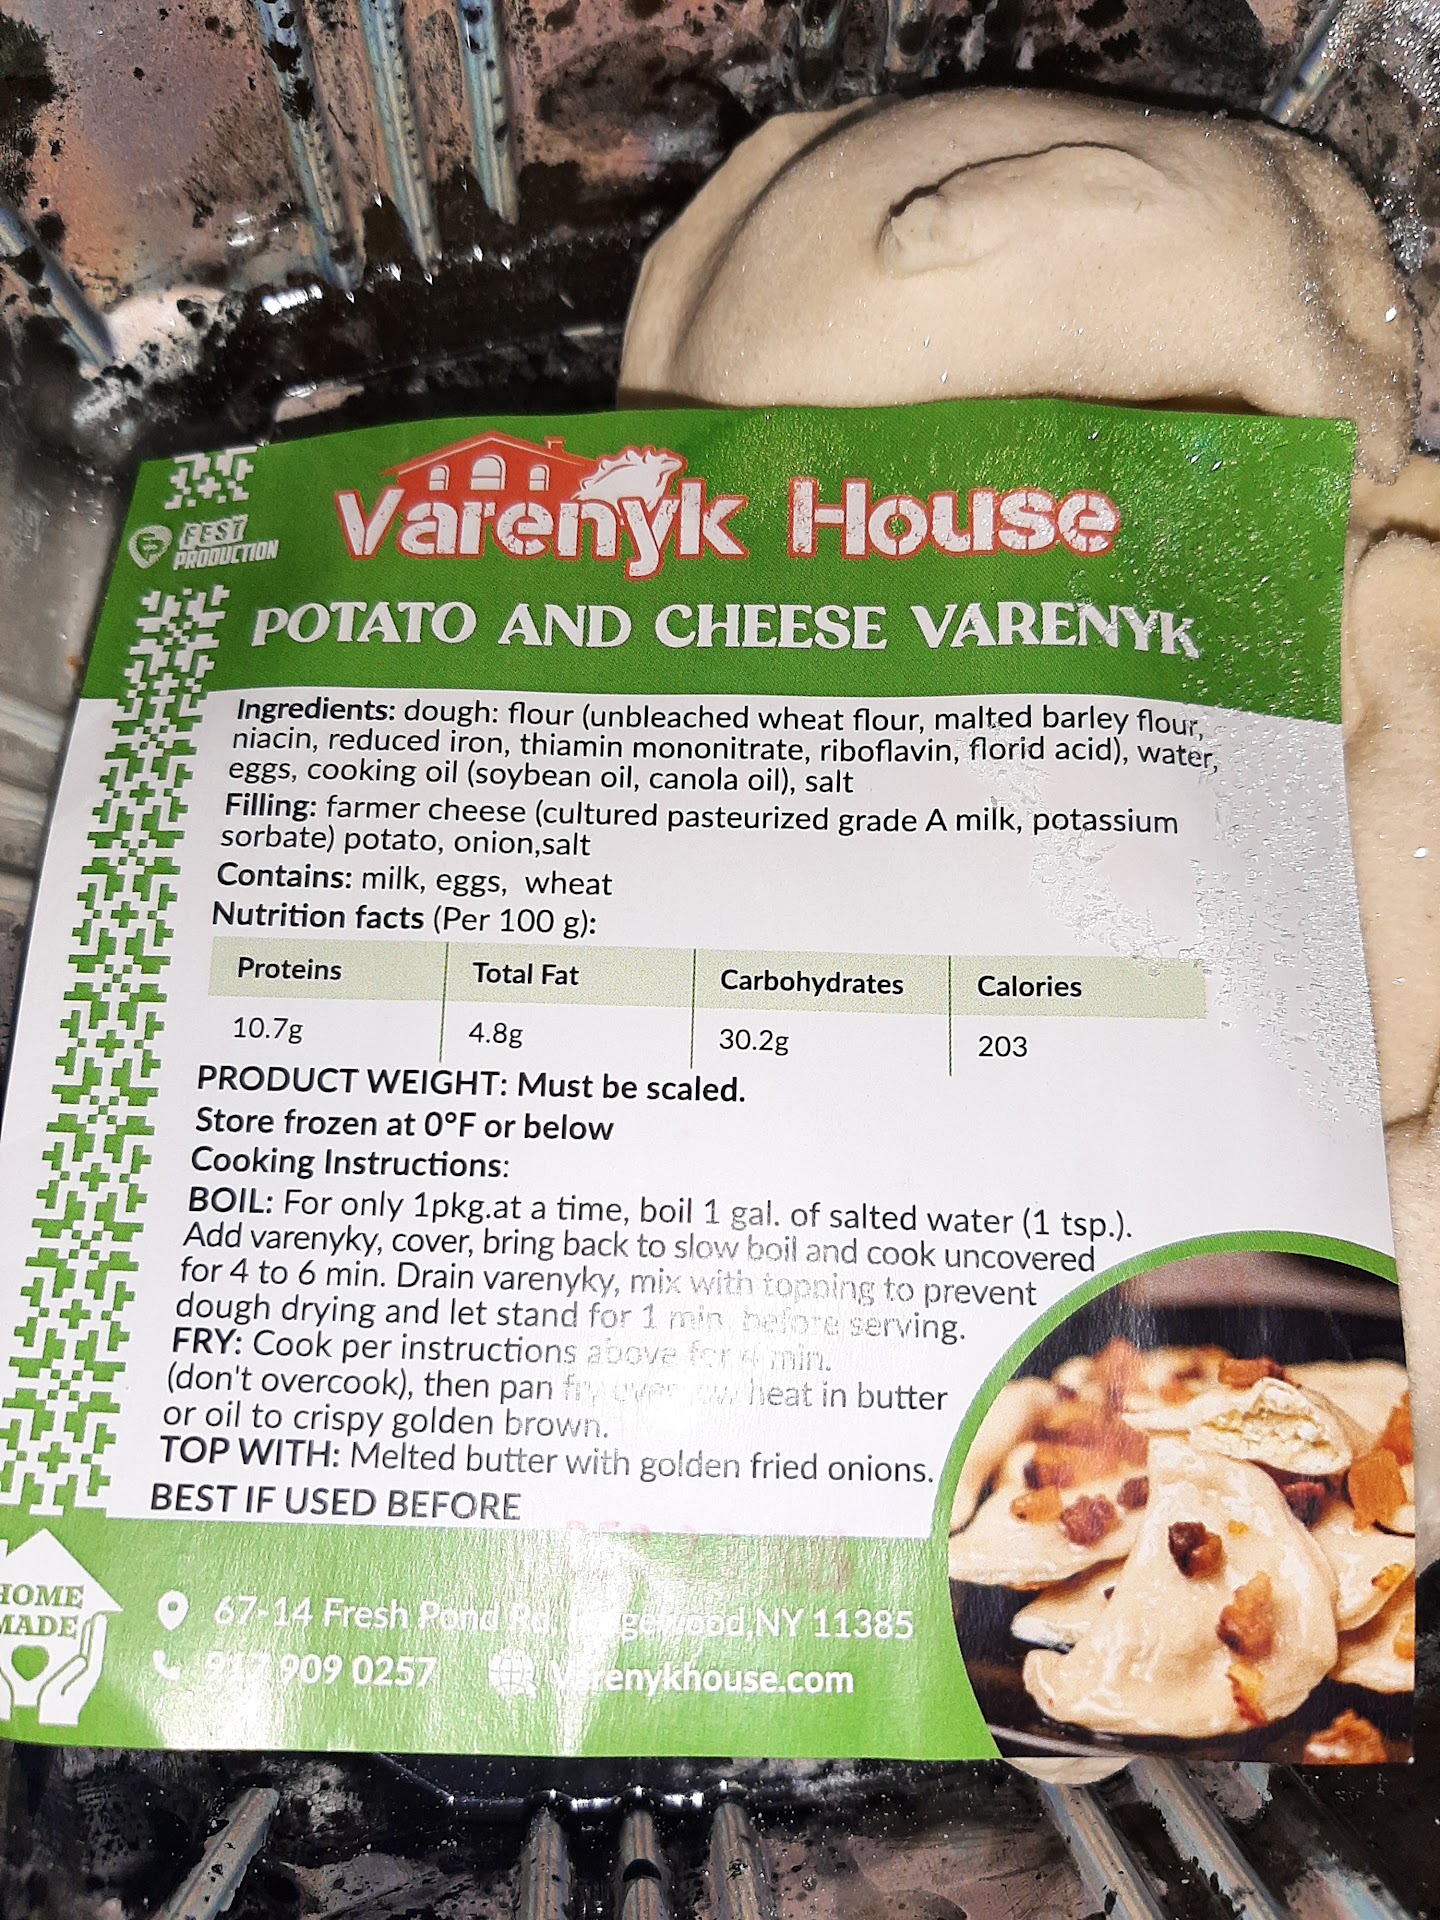 Varenyk House
BEST
PRODUCTION
POTATO AND CHEESE VARENYK
Ingredients: dough: flour (unbleached wheat flour, malted barley flour,
niacin, reduced iron, thiamin mononitrate, riboflavin, florid acid), water,
eggs, cooking oil (soybean oil, canola oil), salt
Filling: farmer cheese (cultured pasteurized grade A milk, potassium
sorbate) potato, onion,salt
Contains: milk, eggs, wheat
Nutrition facts (Per 100 g):
Proteins Total Fat Carbohydrates Calories
10.7g 4.8g 30.2g 203
PRODUCT WEIGHT: Must be scaled.
Store frozen at 0°F or below
Cooking Instructions:
BOIL: For only 1pkg.at a time, boil 1 gal. of salted water (1 tsp.).
Add varenyky, cover, bring back to slow boil and cook uncovered
for 4 to 6 min. Drain varenyky, mix with topping to prevent
dough drying and let stand for 1 min. before serving.
FRY: Cook per instructions above for 4 min.
(don't overcook), then pan fry over low heat in butter
or oil to crispy golden brown.
TOP WITH: Melted butter with golden fried onions.
BEST IF USED BEFORE
HOME
MADE
67-14 Fresh Pond Rd. Ridgewood,NY 11385
917 909 0257 Varenykhouse.com